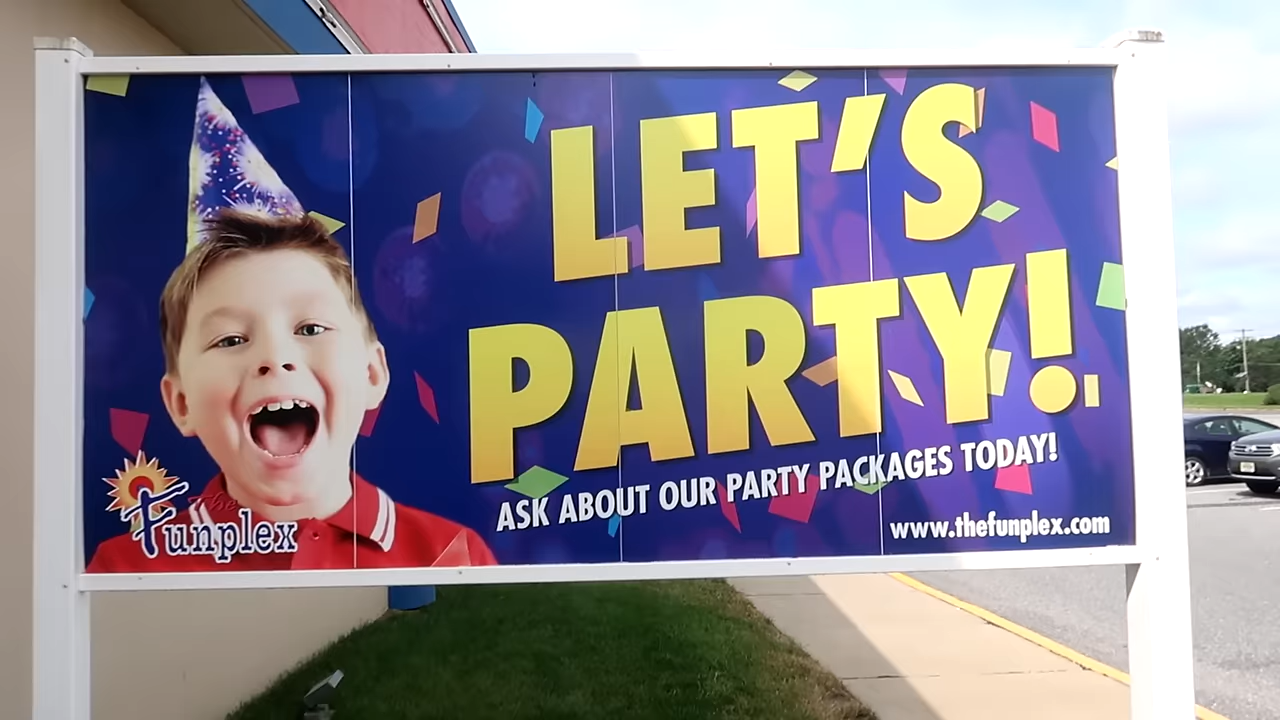 LET'S
PARTY!
ASK ABOUT OUR PARTY PACKAGES TODAY!
www.thefunplex.com
The
Funplex